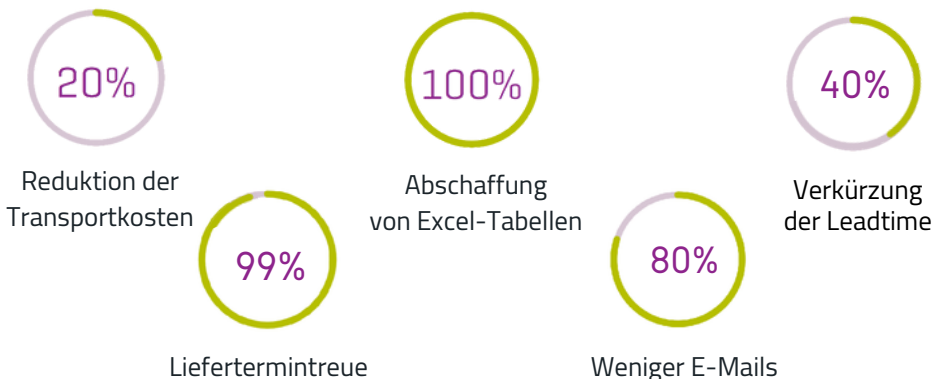 20%
Reduktion der
Transportkosten
100%
Abschaffung
von Excel-Tabellen
40%
Verkürzung
der Leadtime
99%
Liefertermintreue
80%
Weniger E-Mails